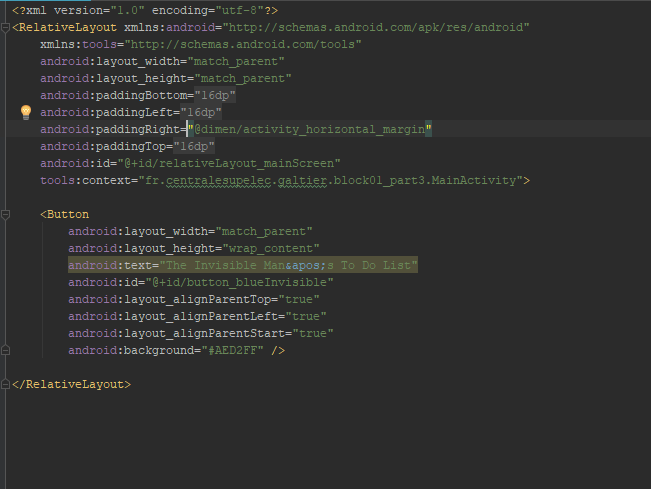 <?xml version="1.0" encoding="utf-8"?>
<RelativeLayout xmlns:android="http://schemas.android.com/apk/res/android"
    xmlns:tools="http://schemas.android.com/tools"
    android:layout_width="match_parent"
    android:layout_height="match_parent"
    android:paddingBottom="16dp"
    android:paddingLeft="16dp"
    android:paddingRight="@dimen/activity_horizontal_margin"
    android:paddingTop="16dp"
    android:id="@+id/relativeLayout_mainScreen"
    tools:context="fr.centralesupelec.galtier.block01_part3.MainActivity">

    <Button
        android:layout_width="match_parent"
        android:layout_height="wrap_content"
        android:text="The Invisible Man&apos;s To Do List"
        android:id="@+id/button_blueInvisible"
        android:layout_alignParentTop="true"
        android:layout_alignParentLeft="true"
        android:layout_alignParentStart="true"
        android:background="#AED2FF" />

</RelativeLayout>